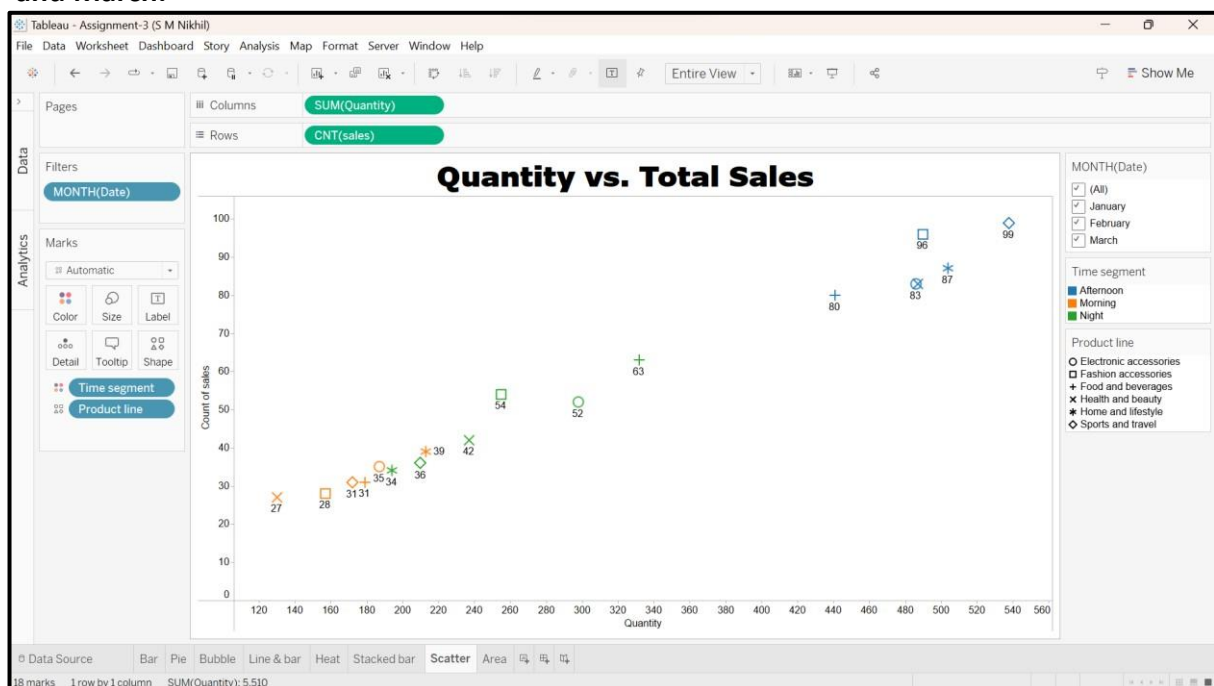 Tableau - Assignment-3 (S M Nikhil)
File Data Worksheet Dashboard Story Analysis Map Format Server Window Help
Entire View
Show Me
Pages
Columns SUM(Quantity)
Rows CNT(sales)
Data
Analytics
Filters
MONTH(Date)
Marks
Automatic
Color Size Label
Detail Tooltip Shape
Time segment
Product line
Quantity vs. Total Sales
Count of sales
100
90
80
70
60
50
40
30
20
10
0
99
96
87
83
80
63
54
52
42
39
36
35 34
31 31
28
27
120 140 160 180 200 220 240 260 280 300 320 340 360 380 400 420 440 460 480 500 520 540 560
Quantity
MONTH(Date)
(All)
January
February
March
Time segment
Afternoon
Morning
Night
Product line
Electronic accessories
Fashion accessories
Food and beverages
Health and beauty
Home and lifestyle
Sports and travel
Data Source Bar Pie Bubble Line & bar Heat Stacked bar Scatter Area
18 marks 1 row by 1 column SUM(Quantity): 5,510